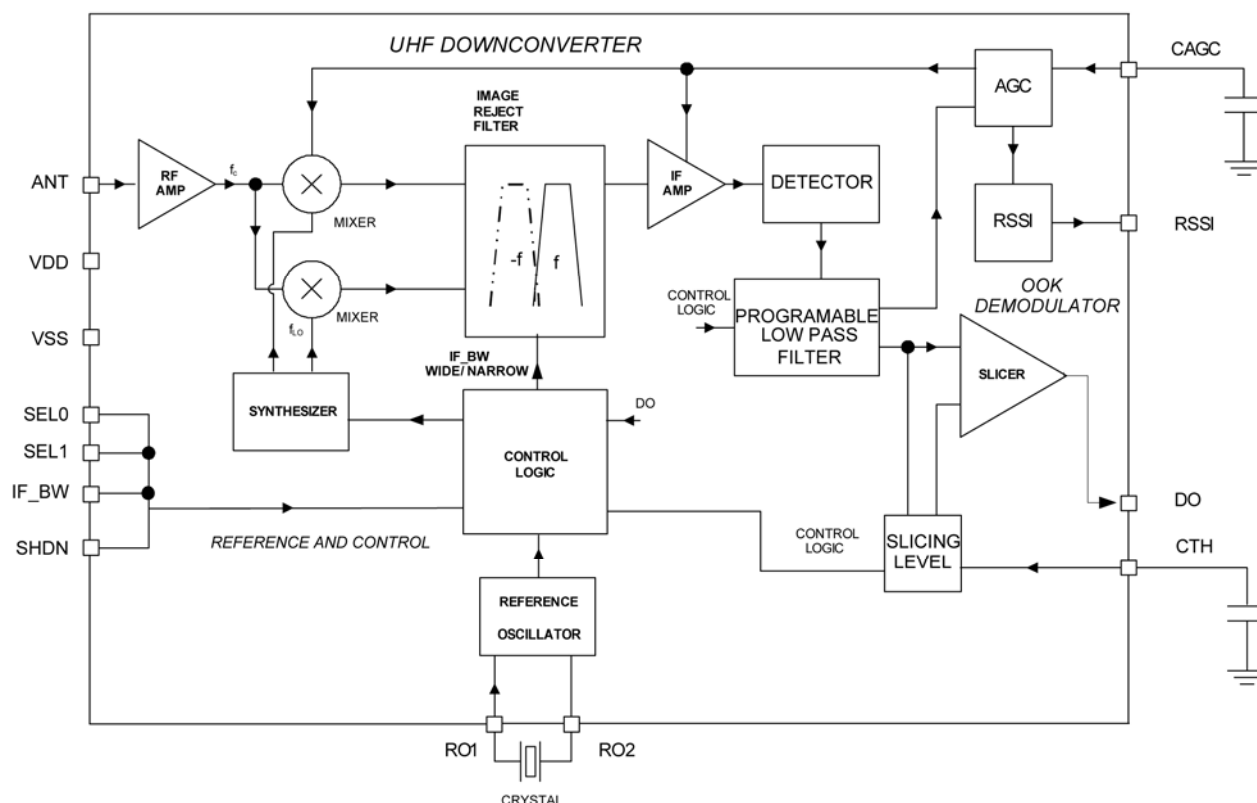 UHF DOWNCONVERTER
CAGC
AGC
IMAGE
REJECT
FILTER
ANT
RF
AMP
fc
MIXER
-f
f
IF
AMP
DETECTOR
RSSI
RSSI
VDD
MIXER
fLO
CONTROL
LOGIC
PROGRAMABLE
LOW PASS
FILTER
OOK
DEMODULATOR
VSS
IF_BW
WIDE/ NARROW
SLICER
SEL0
SEL1
IF_BW
SHDN
SYNTHESIZER
DO
CONTROL
LOGIC
DO
REFERENCE AND CONTROL
CONTROL
LOGIC
SLICING
LEVEL
CTH
REFERENCE
OSCILLATOR
RO1
RO2
CRYSTAL